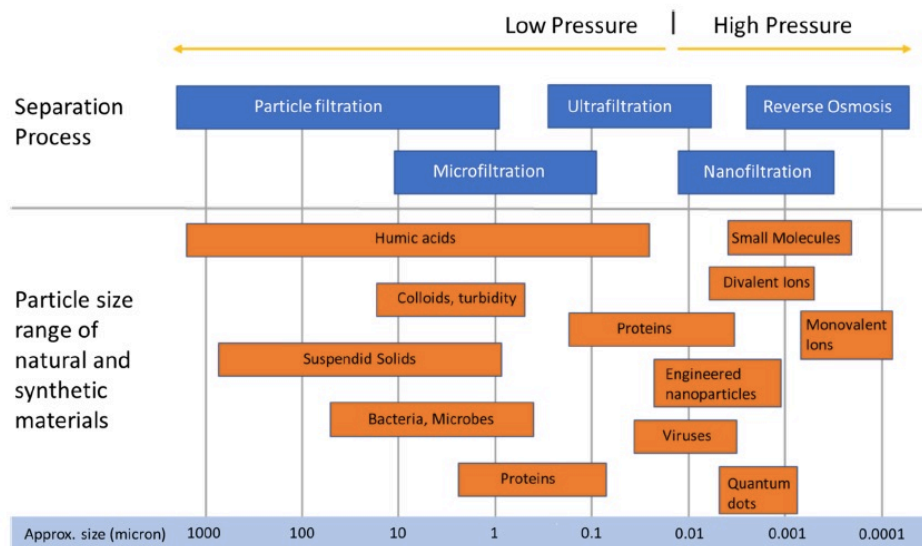 Low Pressure | High Pressure
Separation
Process
Particle filtration
Ultrafiltration
Reverse Osmosis
Microfiltration
Nanofiltration
Particle size
range of
natural and
synthetic
materials
Humic acids
Small Molecules
Divalent Ions
Colloids, turbidity
Proteins
Monovalent
Ions
Suspendid Solids
Engineered
nanoparticles
Bacteria, Microbes
Viruses
Proteins
Quantum
dots
Approx. size (micron) 1000 100 10 1 0.1 0.01 0.001 0.0001